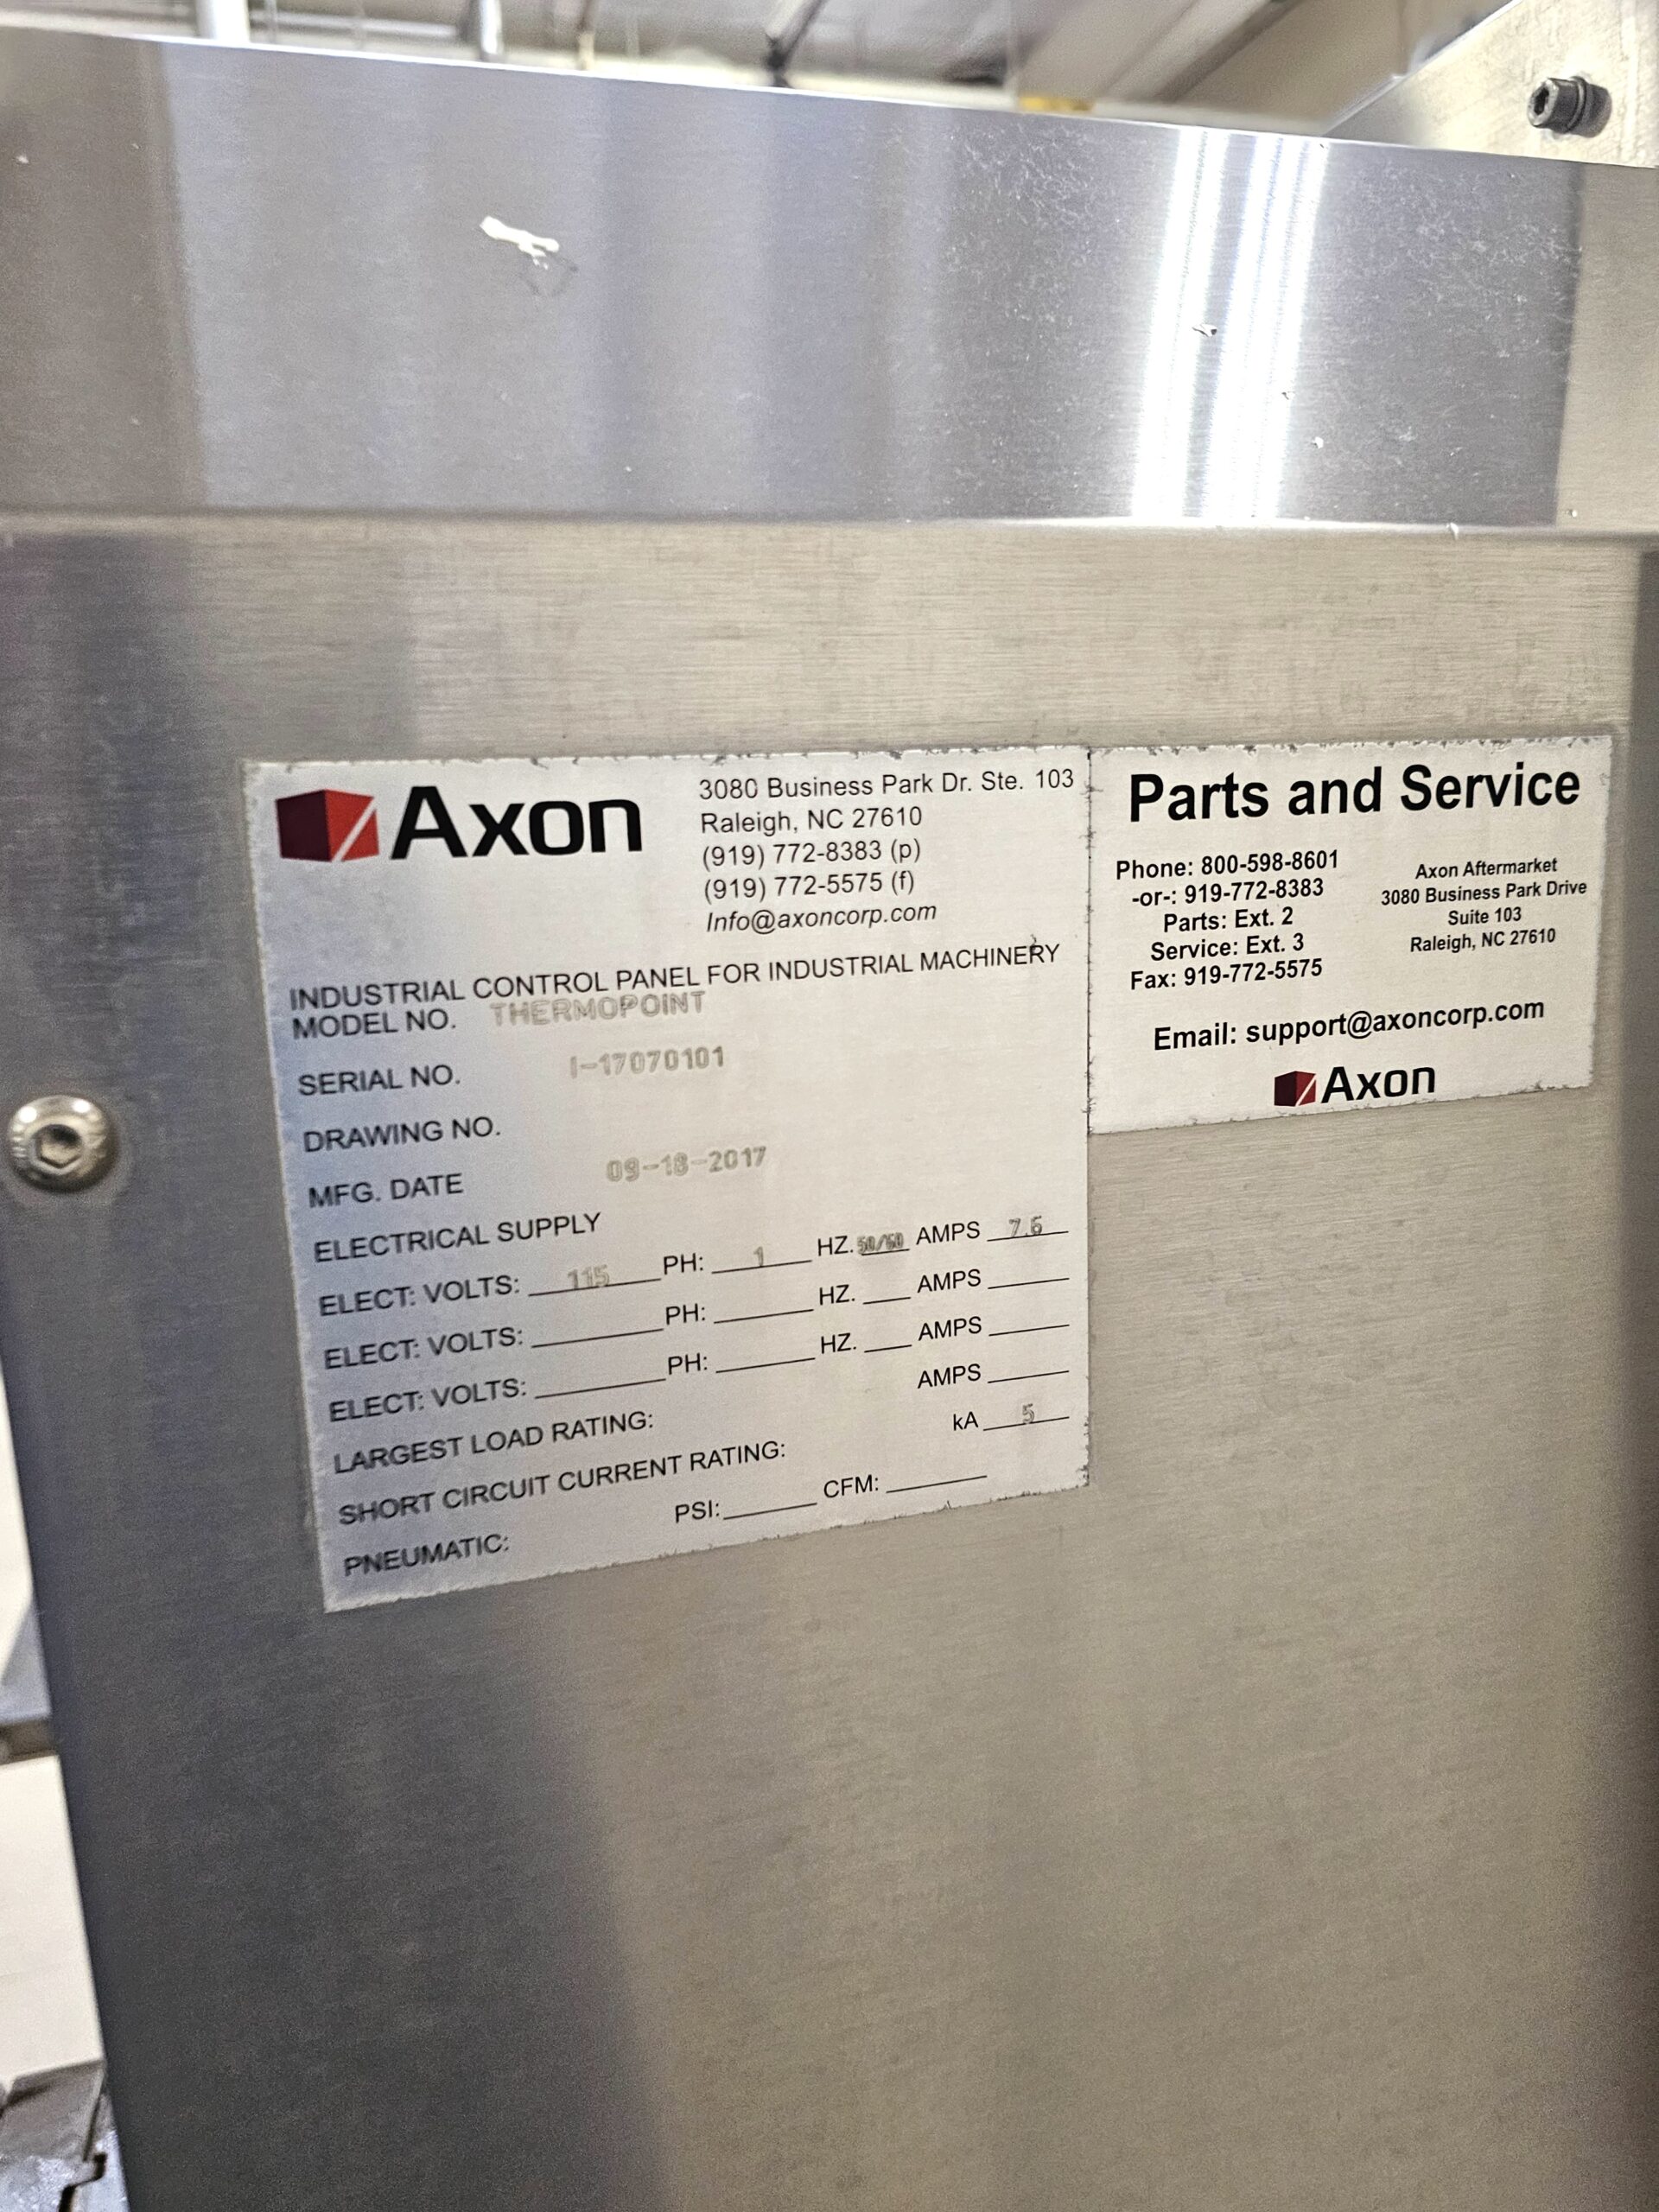 Axon
3080 Business Park Dr. Ste. 103
Raleigh, NC 27610
(919) 772-8383 (p)
(919) 772-5575 (f)
Info@axoncorp.com
INDUSTRIAL CONTROL PANEL FOR INDUSTRIAL MACHINERY
MODEL NO. THERMOPOINT
SERIAL NO. I-17070101
DRAWING NO.
MFG. DATE 09-18-2017
ELECTRICAL SUPPLY
ELECT: VOLTS: 115 PH: 1 HZ. 50/60 AMPS
ELECT: VOLTS: PH: HZ. AMPS
ELECT: VOLTS: PH: HZ. AMPS
LARGEST LOAD RATING: AMPS
SHORT CIRCUIT CURRENT RATING: kA 5
PNEUMATIC: PSI: CFM:
Parts and Service
Phone: 800-598-8601
-or-: 919-772-8383
Parts: Ext. 2
Service: Ext. 3
Fax: 919-772-5575
Axon Aftermarket
3080 Business Park Drive
Suite 103
Raleigh, NC 27610
Email: support@axoncorp.com
Axon